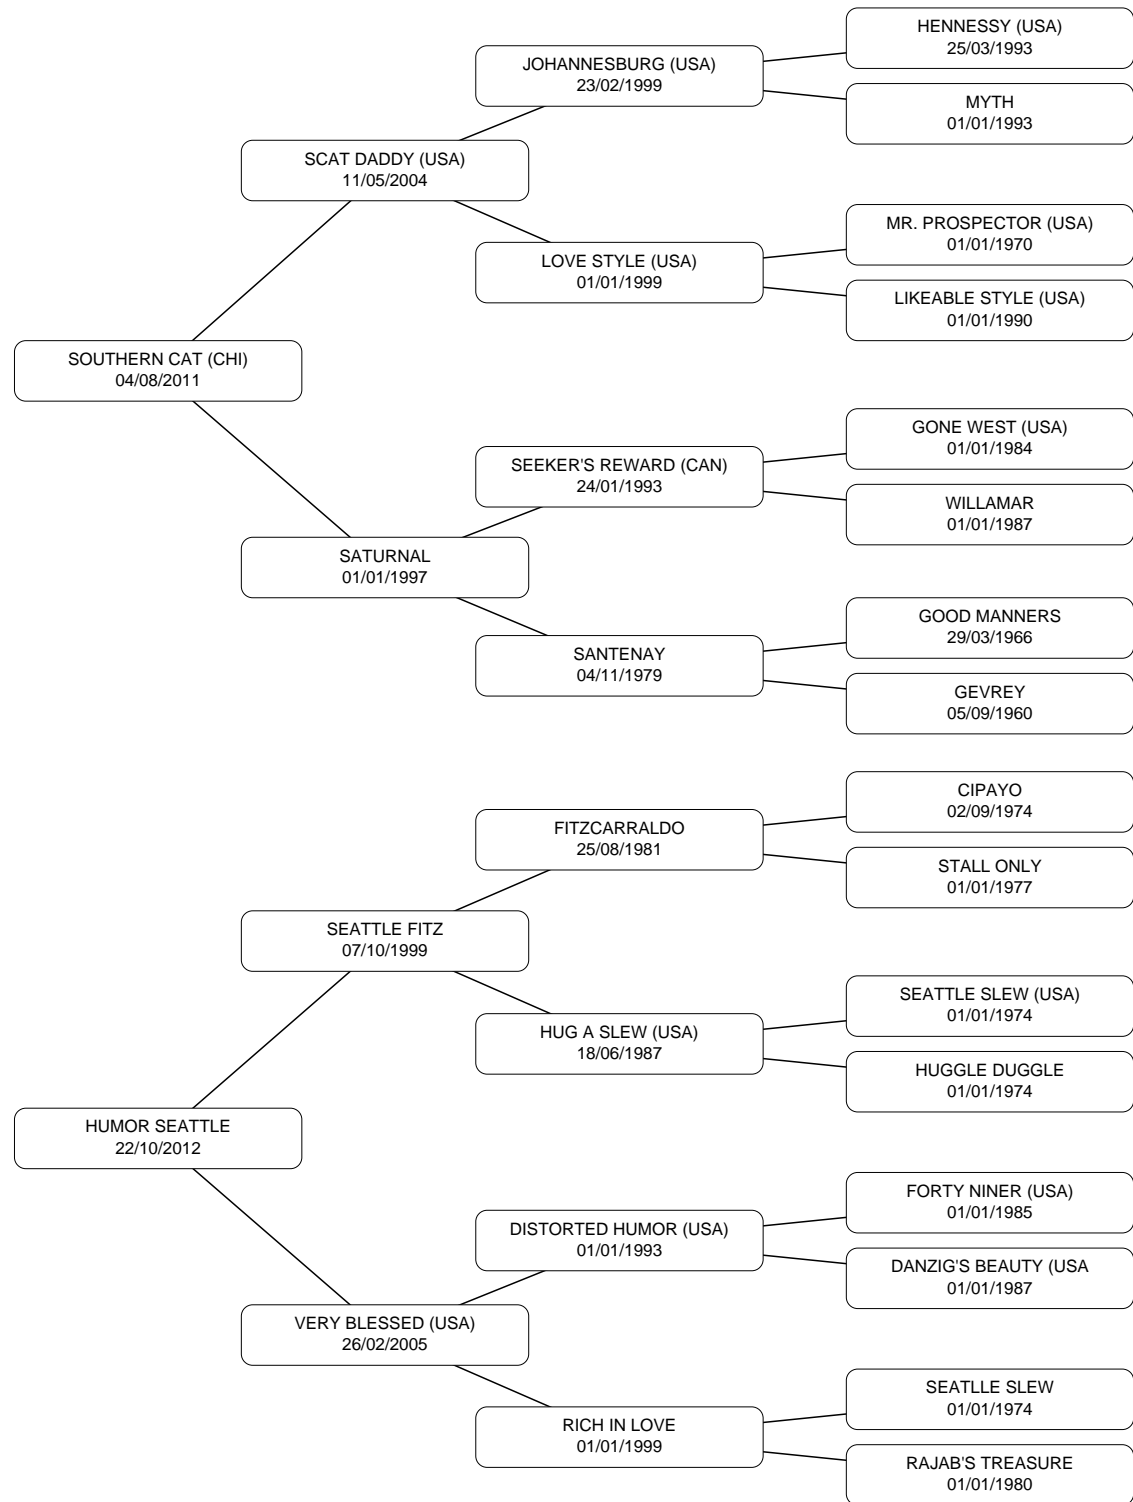 HENNESSY (USA)
25/03/1993
JOHANNESBURG (USA)
23/02/1999
MYTH
01/01/1993
SCAT DADDY (USA)
11/05/2004
MR. PROSPECTOR (USA)
01/01/1970
LOVE STYLE (USA)
01/01/1999
LIKEABLE STYLE (USA)
01/01/1990
SOUTHERN CAT (CHI)
04/08/2011
GONE WEST (USA)
01/01/1984
SEEKER'S REWARD (CAN)
24/01/1993
WILLAMAR
01/01/1987
SATURNAL
01/01/1997
GOOD MANNERS
29/03/1966
SANTENAY
04/11/1979
GEVREY
05/09/1960
CIPAYO
02/09/1974
FITZCARRALDO
25/08/1981
STALL ONLY
01/01/1977
SEATTLE FITZ
07/10/1999
SEATTLE SLEW (USA)
01/01/1974
HUG A SLEW (USA)
18/06/1987
HUGGLE DUGGLE
01/01/1974
HUMOR SEATTLE
22/10/2012
FORTY NINER (USA)
01/01/1985
DISTORTED HUMOR (USA)
01/01/1993
DANZIG'S BEAUTY (USA
01/01/1987
VERY BLESSED (USA)
26/02/2005
SEATLLE SLEW
01/01/1974
RICH IN LOVE
01/01/1999
RAJAB'S TREASURE
01/01/1980